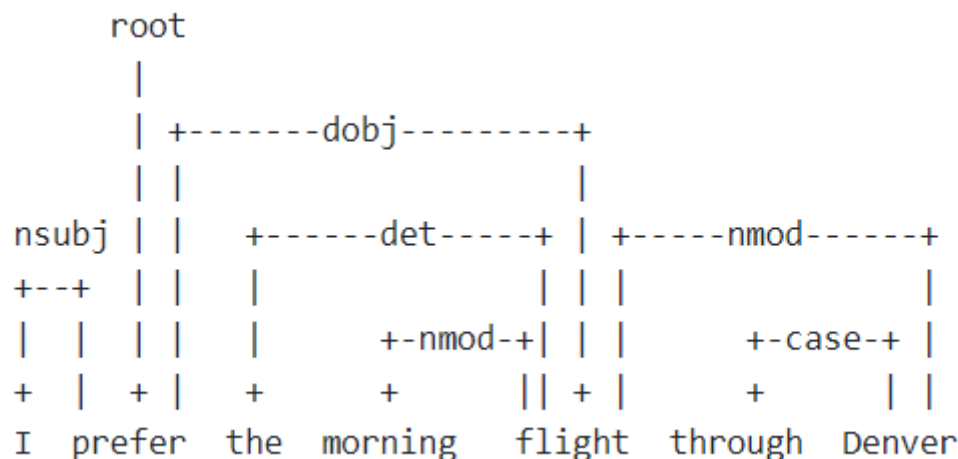 root
|
| +-------dobj---------+
| | |
nsubj | | +------det-----+ | +-----nmod------+
+--+ | | | | | | |
| | | | | +-nmod-+| | | +-case-+ |
+ | + | + + || + | + | |
I prefer the morning flight through Denver